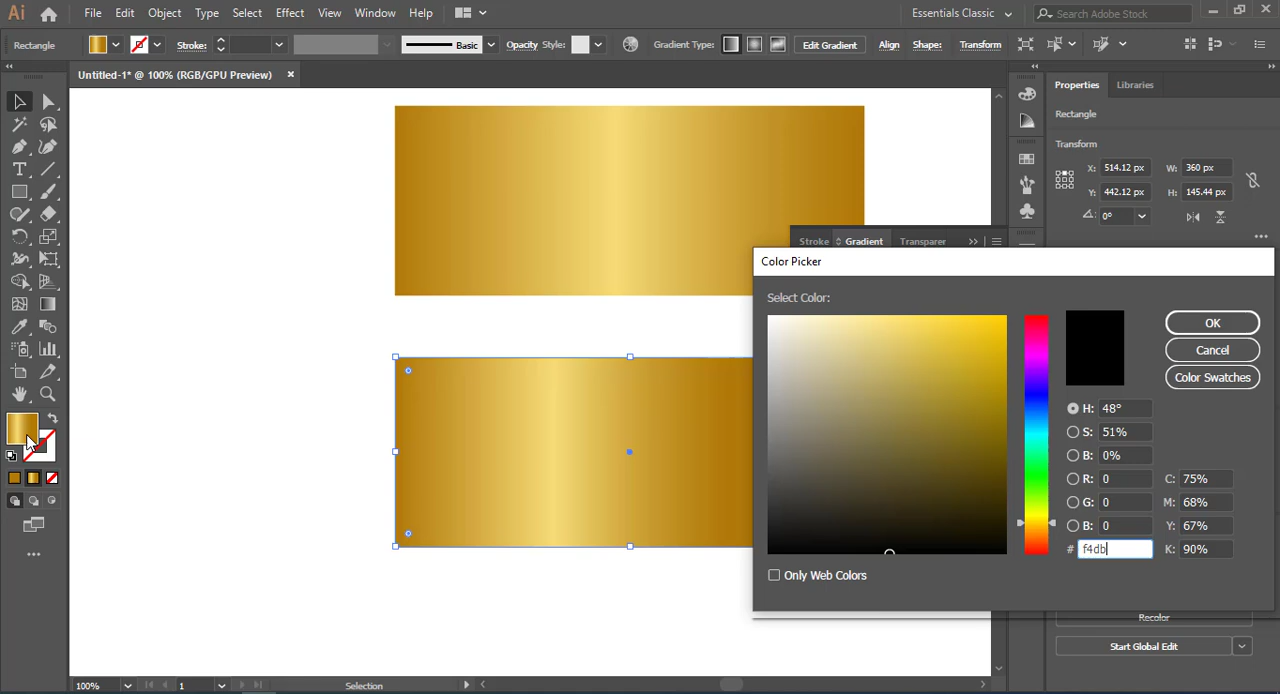 Ai File Edit Object Type Select Effect View Window Help Essentials Classic Search Adobe Stock
Rectangle Stroke: Basic Opacity Style: Gradient Type: Edit Gradient Align Shape: Transform
Untitled-1* @ 100% (RGB/GPU Preview)
Properties Libraries
Rectangle
Transform
X: 514.12 px W: 360 px
Y: 442.12 px H: 145.44 px
0°
Stroke Gradient Transparer
Color Picker
Select Color:
OK
Cancel
Color Swatches
H: 48°
S: 51%
B: 0%
R: 0 C: 75%
G: 0 M: 68%
B: 0 Y: 67%
# f4db K: 90%
Only Web Colors
Recolor
Start Global Edit
100% 1 Selection